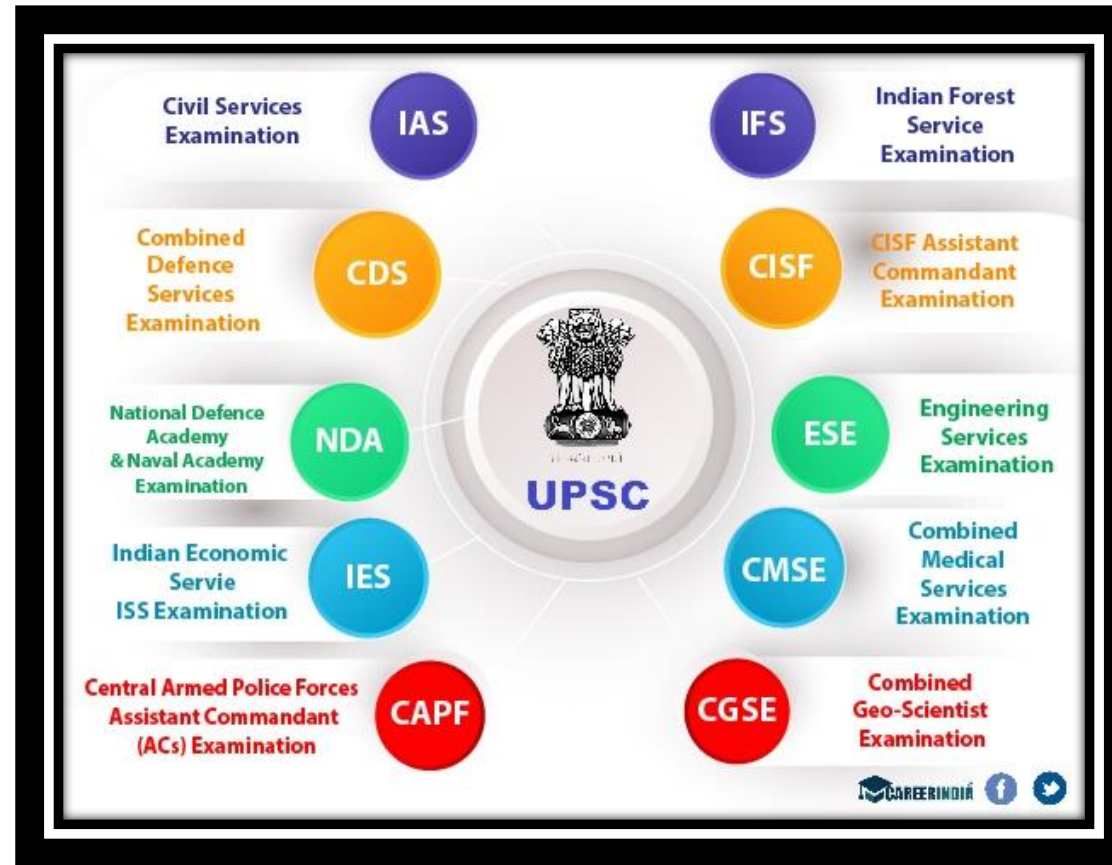 Civil Services
Examination
IAS
IFS
Indian Forest
Service
Examination
Combined
Defence
Services
Examination
CDS
CISF
CISF Assistant
Commandant
Examination
National Defence
Academy
& Naval Academy
Examination
NDA
UPSC
ESE
Engineering
Services
Examination
Indian Economic
Servie
ISS Examination
IES
CMSE
Combined
Medical
Services
Examination
Central Armed Police Forces
Assistant Commandant
(ACs) Examination
CAPF
CGSE
Combined
Geo-Scientist
Examination
CAREERINDIA